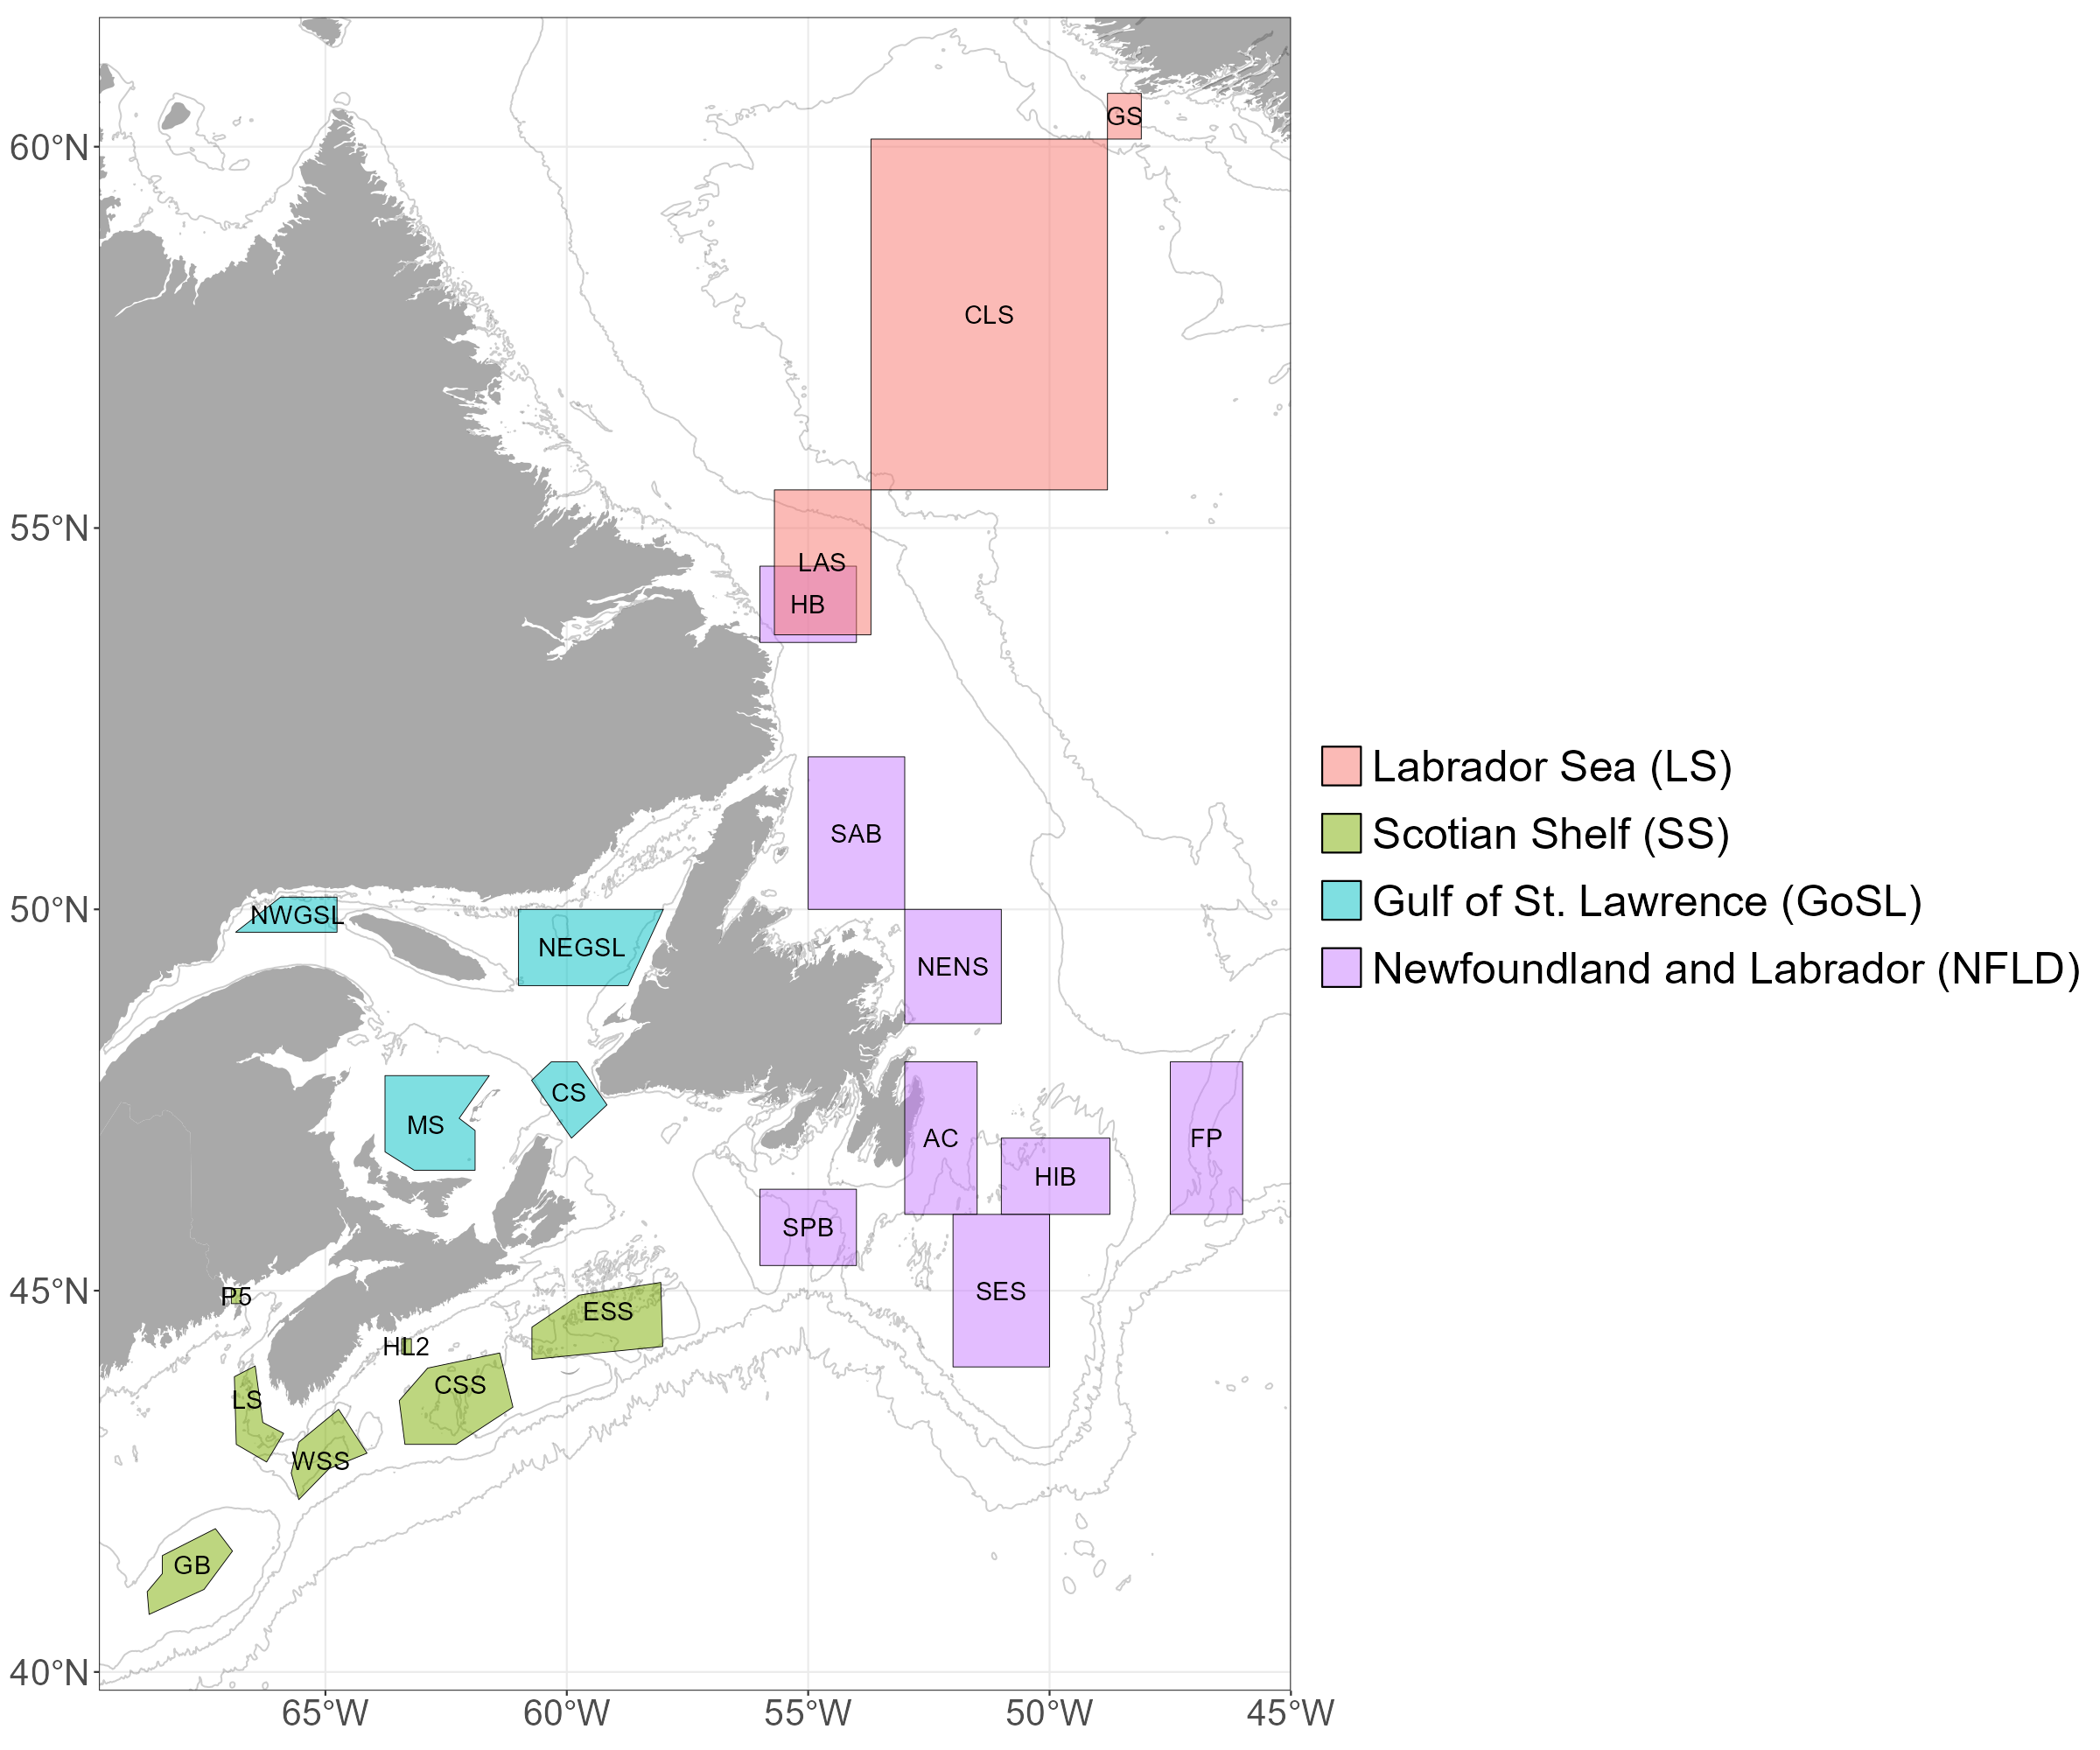 GS
60°N
CLS
55°N
LAS
HB
Labrador Sea (LS)
SAB
Scotian Shelf (SS)
Gulf of St. Lawrence (GoSL)
50°N
NWGSL
NEGSL
NENS
Newfoundland and Labrador (NFLD)
CS
MS
AC
FP
HIB
SPB
45°N
P5
SES
ESS
HL2
CSS
LS
WSS
GB
40°N
65°W 60°W 55°W 50°W 45°W